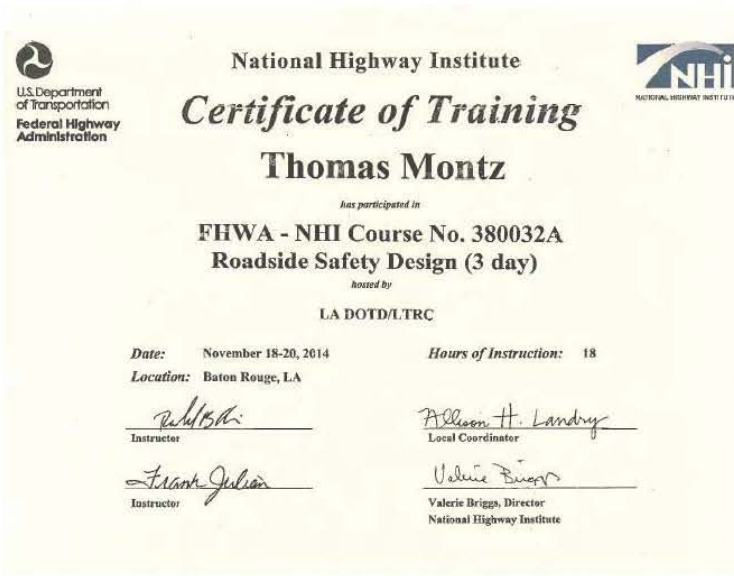 U.S. Department
of Transportation
Federal Highway
Administration
National Highway Institute
NHI
NATIONAL HIGHWAY INSTITUTE
Certificate of Training
Thomas Montz
has participated in
FHWA - NHI Course No. 380032A
Roadside Safety Design (3 day)
hosted by
LA DOTD/LTRC
Date: November 18-20, 2014
Hours of Instruction: 18
Location: Baton Rouge, LA
Instructor
Allison H. Landry
Local Coordinator
Frank Julian
Instructor
Valerie Briggs
Valerie Briggs, Director
National Highway Institute